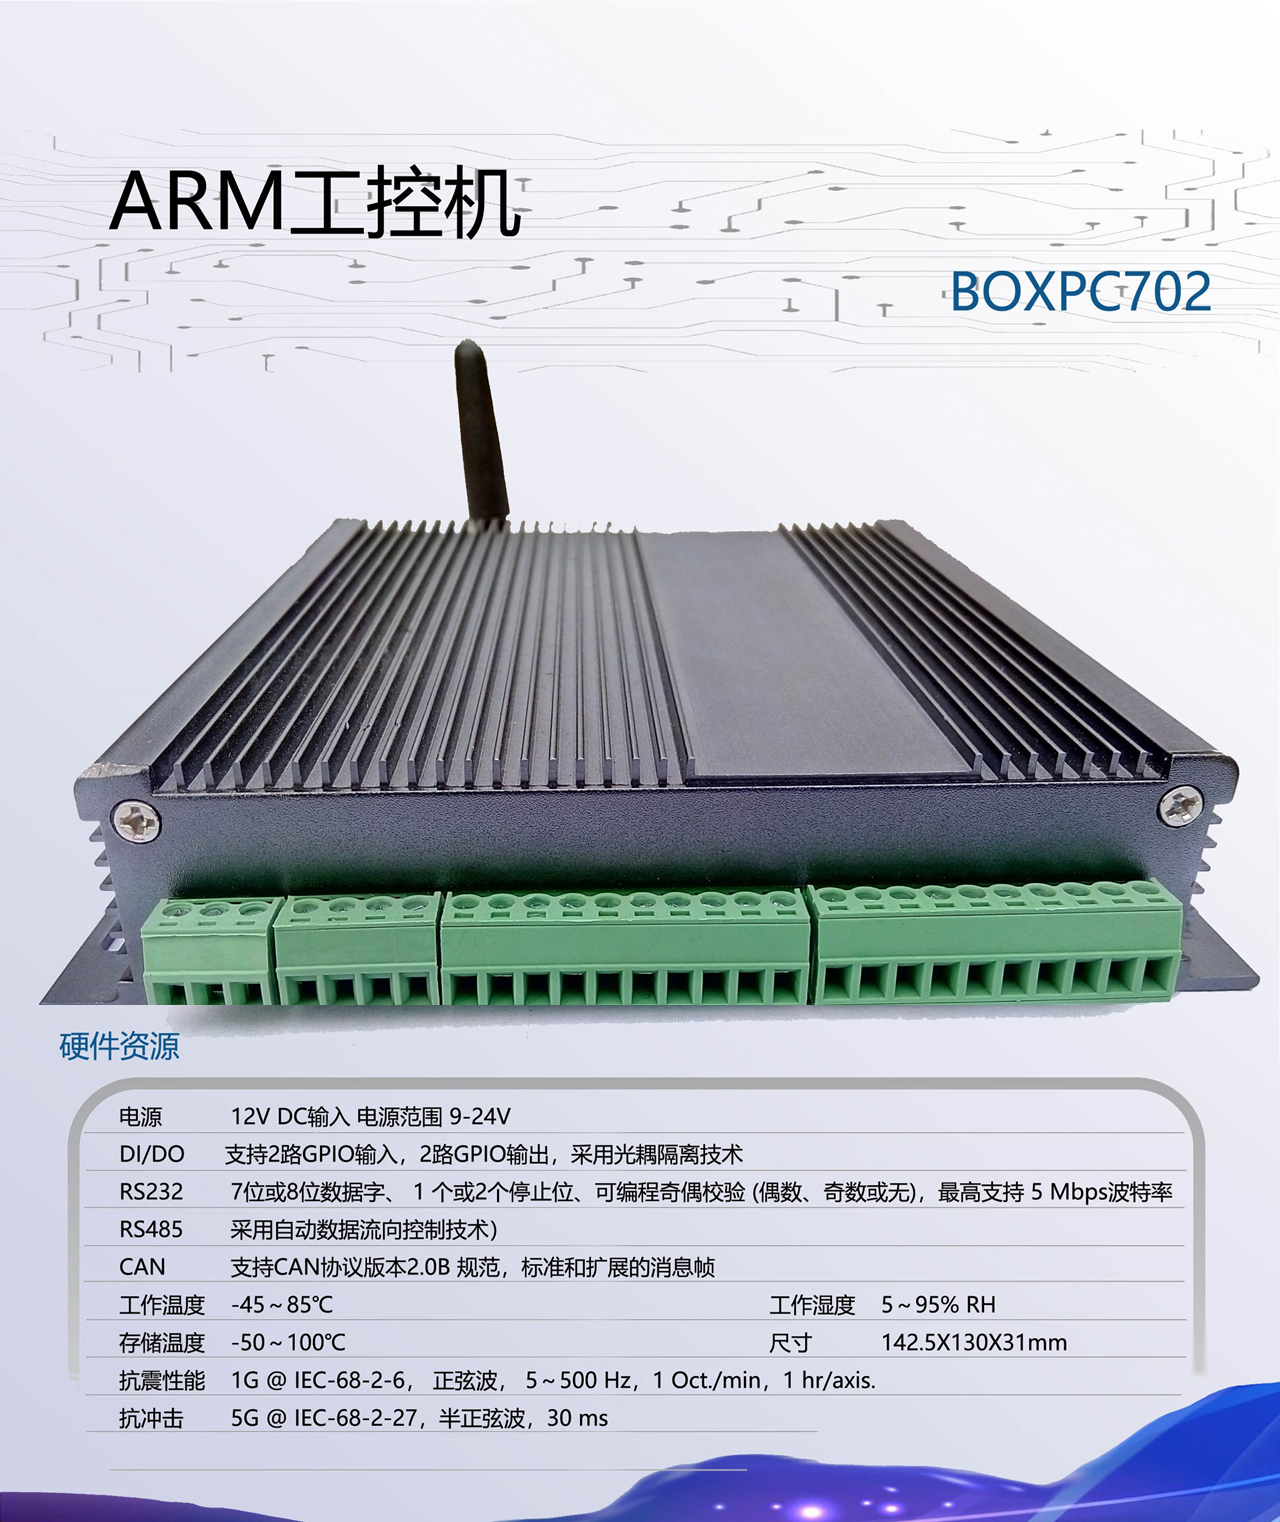 ARM工控机
BOXPC702
硬件资源
电源 12V DC输入 电源范围 9-24V
DI/DO 支持2路GPIO输入，2路GPIO输出，采用光耦隔离技术
RS232 7位或8位数据字、 1 个或2个停止位、可编程奇偶校验 (偶数、奇数或无)，最高支持 5 Mbps波特率
RS485 采用自动数据流向控制技术）
CAN 支持CAN协议版本2.0B 规范，标准和扩展的消息帧
工作温度 -45～85℃ 工作湿度 5～95% RH
存储温度 -50～100℃ 尺寸 142.5X130X31mm
抗震性能 1G @ IEC-68-2-6， 正弦波， 5～500 Hz，1 Oct./min，1 hr/axis.
抗冲击 5G @ IEC-68-2-27，半正弦波，30 ms